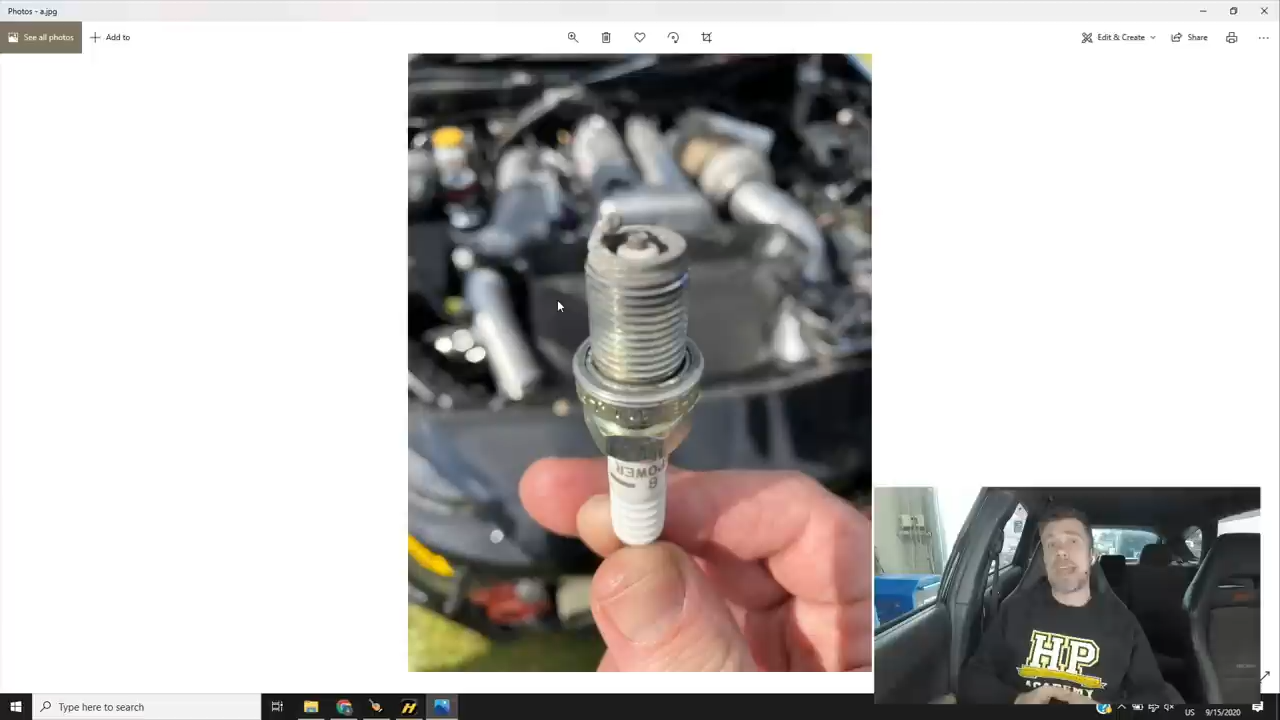 Photos - a.jpg
See all photos
Add to
Edit & Create
Share
POWER
8
HP
ACADEMY
Type here to search
US
9/15/2020